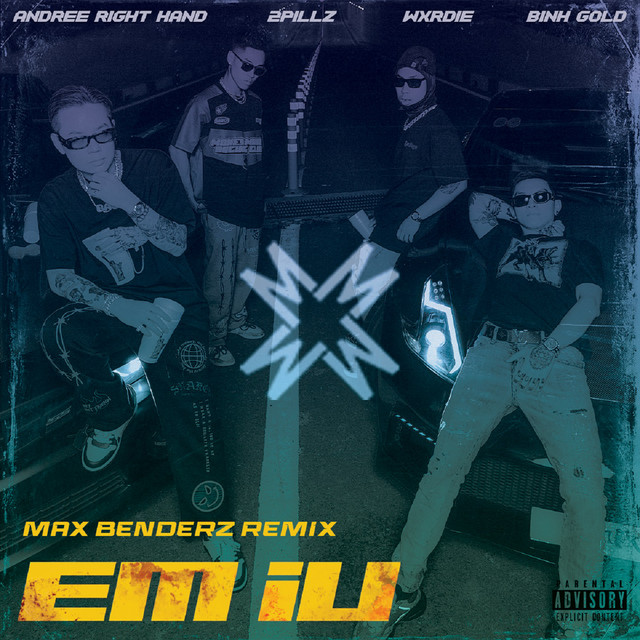 ANDREE RIGHT HAND 2PILLZ WXRDIE BINH GOLD
MAX BENDERZ REMIX
EM iU
PARENTAL
ADVISORY
EXPLICIT CONTENT